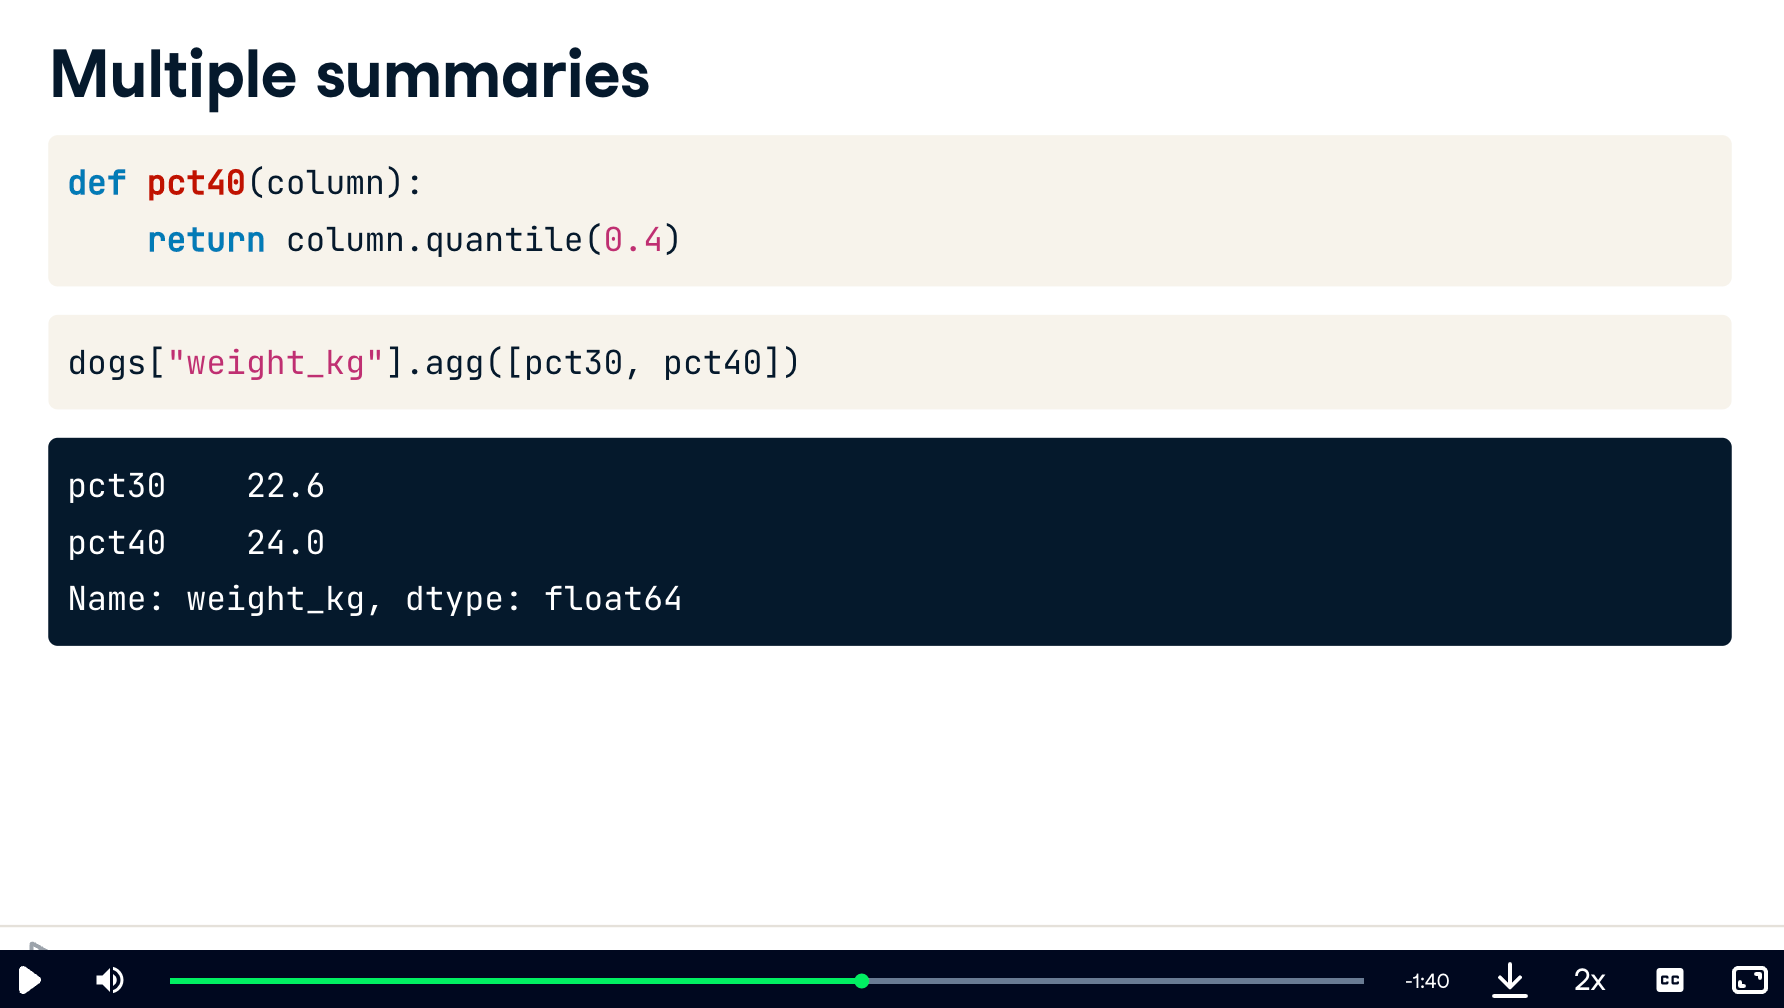 Multiple summaries
def pct40(column):
    return column.quantile(0.4)
dogs["weight_kg"].agg([pct30, pct40])
pct30    22.6
pct40    24.0
Name: weight_kg, dtype: float64
-1:40
2x
CC